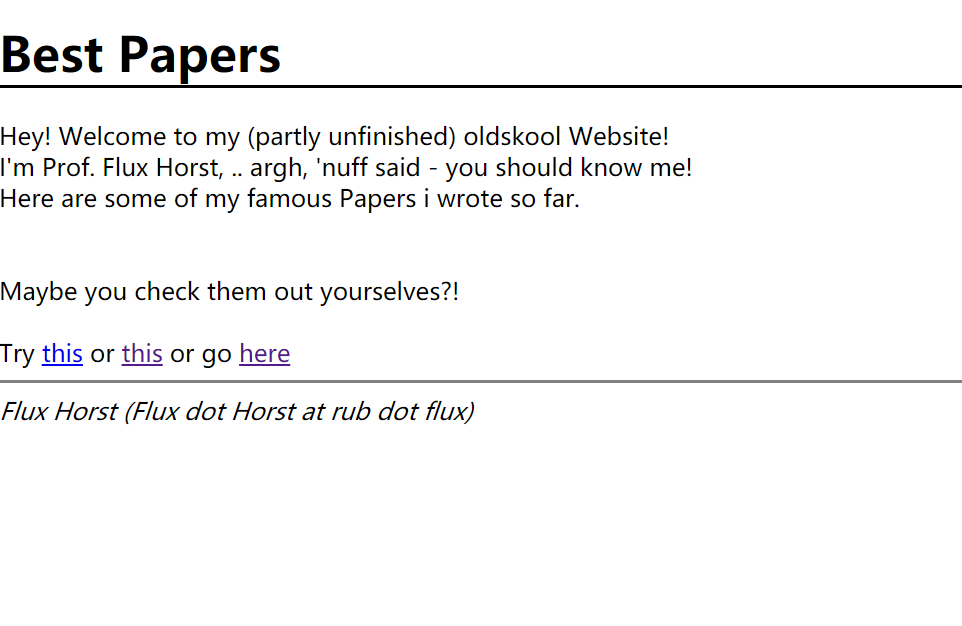 Best Papers
Hey! Welcome to my (partly unfinished) oldskool Website!
I'm Prof. Flux Horst, .. argh, 'nuff said - you should know me!
Here are some of my famous Papers i wrote so far.
Maybe you check them out yourselves?!
Try this or this or go here
Flux Horst (Flux dot Horst at rub dot flux)